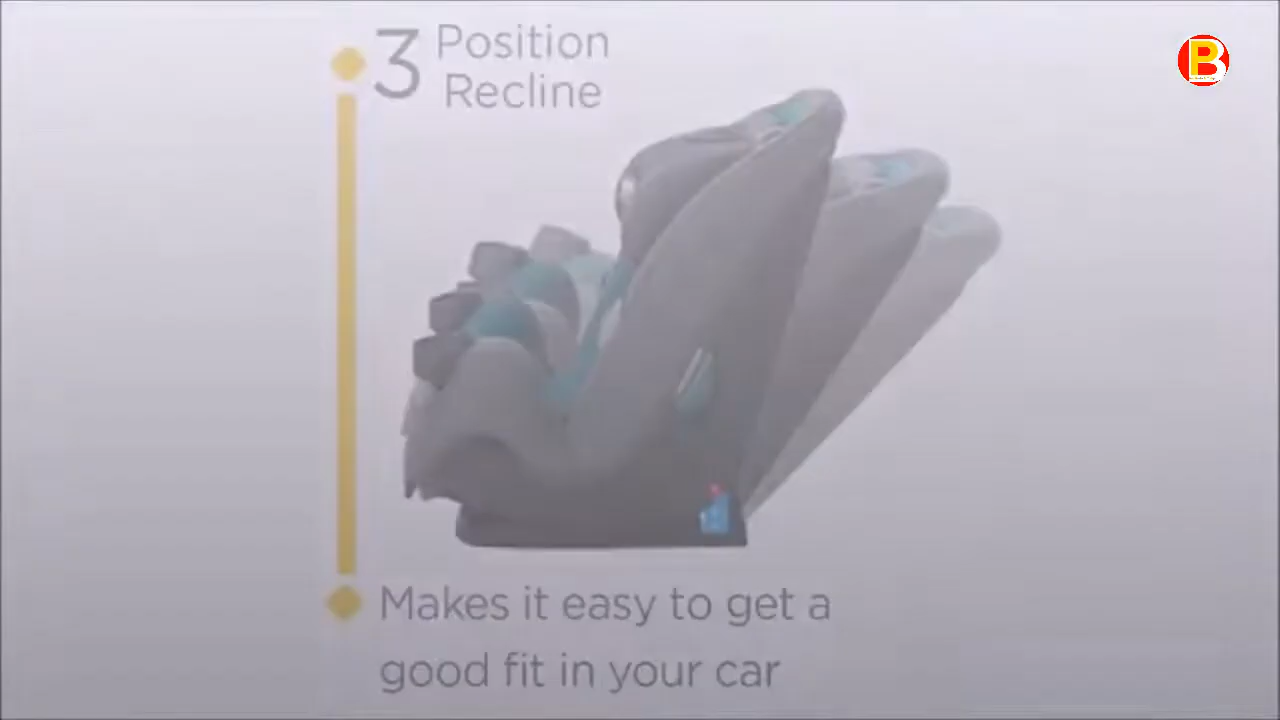 3 Position
Recline
Makes it easy to get a
good fit in your car
B